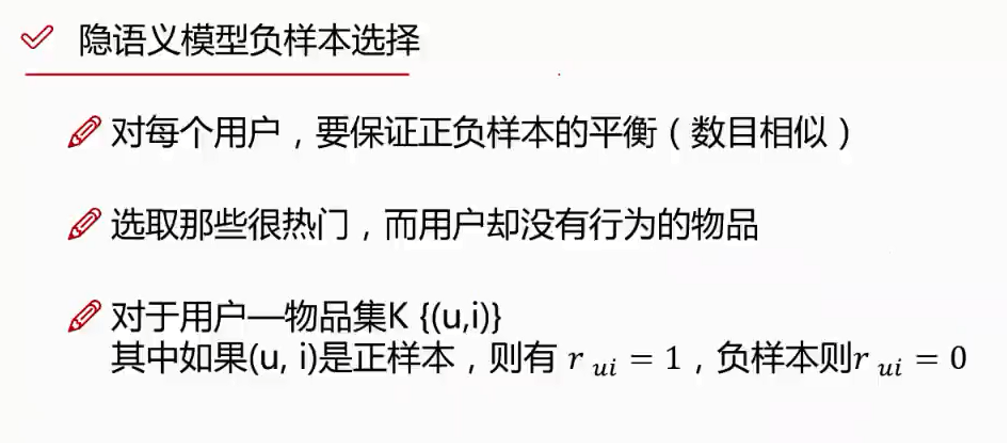 隐语义模型负样本选择
对每个用户，要保证正负样本的平衡（数目相似）
选取那些很热门，而用户却没有行为的物品
对于用户—物品集K {(u,i)}
其中如果(u, i)是正样本，则有 r ui = 1，负样本则r ui = 0